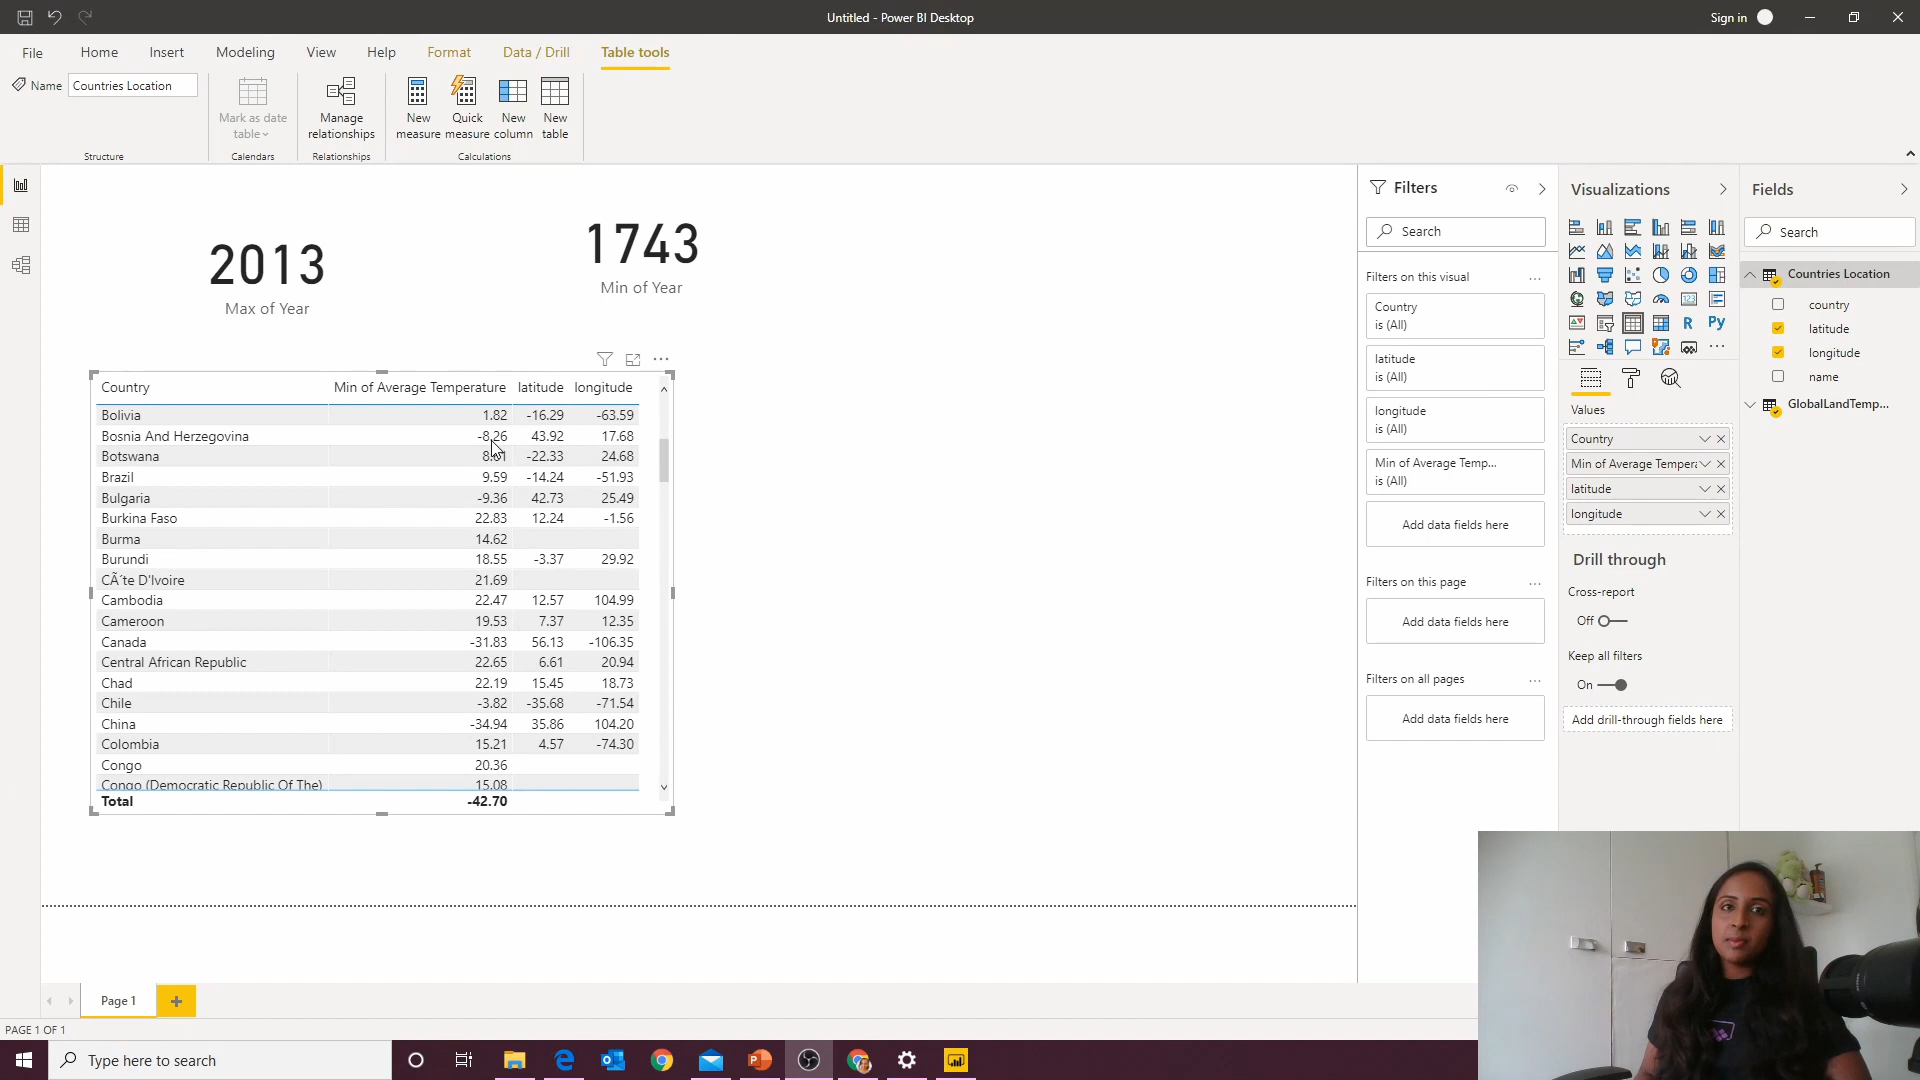 Untitled - Power BI Desktop
Sign in
File Home Insert Modeling View Help Format Data / Drill Table tools
Name Countries Location
Mark as date table
Manage relationships
New measure
Quick measure
New column
New table
Structure Calendars Relationships Calculations
2013
Max of Year
1743
Min of Year
Country Min of Average Temperature latitude longitude
Bolivia 1.82 -16.29 -63.59
Bosnia And Herzegovina -8.26 43.92 17.68
Botswana -22.33 24.68
Brazil 9.59 -14.24 -51.93
Bulgaria -9.36 42.73 25.49
Burkina Faso 22.83 12.24 -1.56
Burma 14.62
Burundi 18.55 -3.37 29.92
CÃ´te D'Ivoire 21.69
Cambodia 22.47 12.57 104.99
Cameroon 19.53 7.37 12.35
Canada -31.83 56.13 -106.35
Central African Republic 22.65 6.61 20.94
Chad 22.19 15.45 18.73
Chile -3.82 -35.68 -71.54
China -34.94 35.86 104.20
Colombia 15.21 4.57 -74.30
Congo 20.36
Congo (Democratic Republic Of The) 15.08
Total -42.70
Filters
Search
Filters on this visual
Country
is (All)
latitude
is (All)
longitude
is (All)
Min of Average Temp...
is (All)
Add data fields here
Filters on this page
Add data fields here
Filters on all pages
Add data fields here
Visualizations
R Py
Values
Country
Min of Average Tempera
latitude
longitude
Drill through
Cross-report
Off
Keep all filters
On
Add drill-through fields here
Fields
Search
Countries Location
country
latitude
longitude
name
GlobalLandTemp...
Page 1
PAGE 1 OF 1
Type here to search